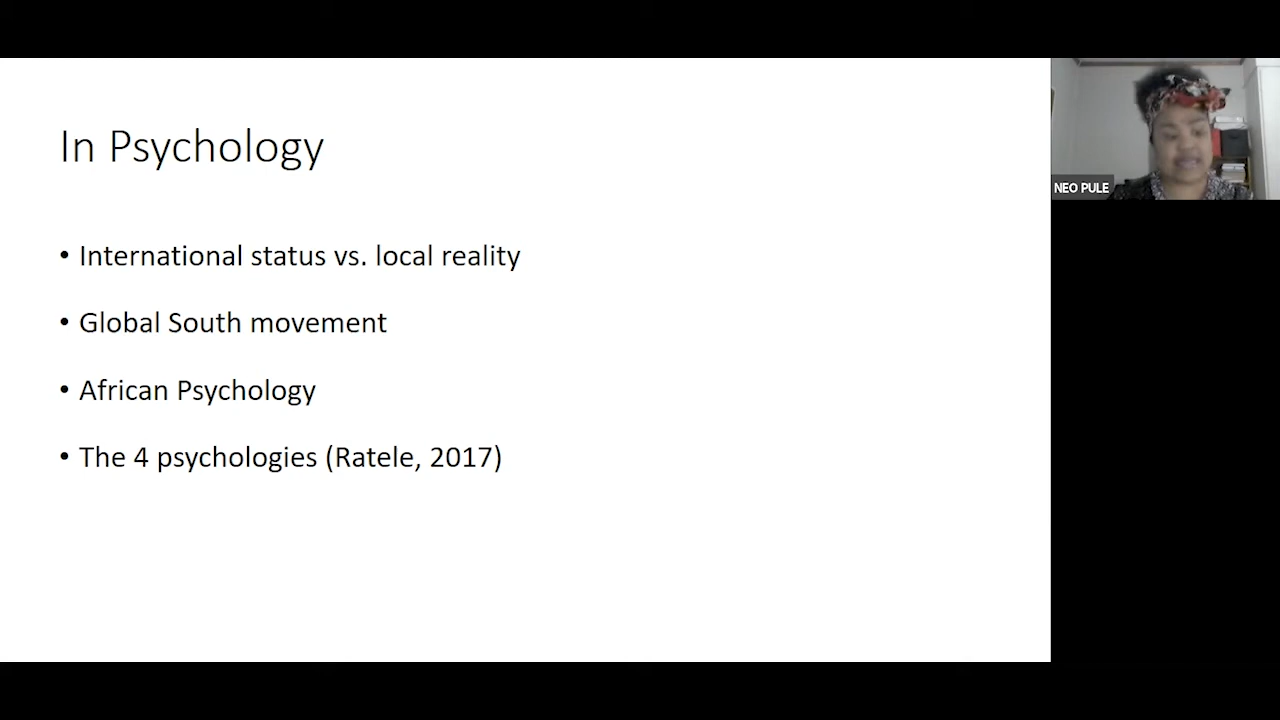 In Psychology
• International status vs. local reality
• Global South movement
• African Psychology
• The 4 psychologies (Ratele, 2017)
NEO PULE